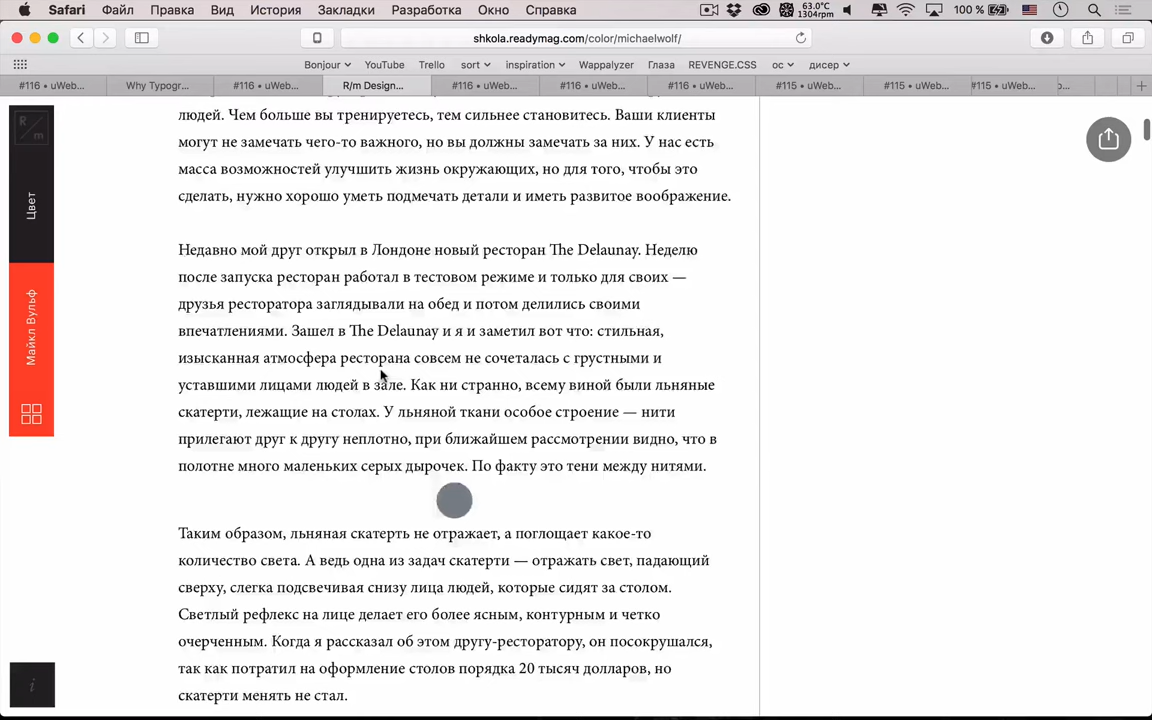 Safari Файл Правка Вид История Закладки Разработка Окно Справка 63.0°C 1304rpm 100 %
shkola.readymag.com/color/michaelwolf/
Bonjour YouTube Trello sort inspiration Wappalyzer Глаза REVENGE.CSS ос дисер
#116 • uWeb... Why Typogr... #116 • uWeb... R/m Design... #116 • uWeb... #116 • uWeb... #116 • uWeb... #115 • uWeb... #115 • uWeb... #115 • uWeb...
R/m
Цвет
Майкл Вульф
i
людей. Чем больше вы тренируетесь, тем сильнее становитесь. Ваши клиенты
могут не замечать чего-то важного, но вы должны замечать за них. У нас есть
масса возможностей улучшить жизнь окружающих, но для того, чтобы это
сделать, нужно хорошо уметь подмечать детали и иметь развитое воображение.
Недавно мой друг открыл в Лондоне новый ресторан The Delaunay. Неделю
после запуска ресторан работал в тестовом режиме и только для своих —
друзья ресторатора заглядывали на обед и потом делились своими
впечатлениями. Зашел в The Delaunay и я и заметил вот что: стильная,
изысканная атмосфера ресторана совсем не сочеталась с грустными и
уставшими лицами людей в зале. Как ни странно, всему виной были льняные
скатерти, лежащие на столах. У льняной ткани особое строение — нити
прилегают друг к другу неплотно, при ближайшем рассмотрении видно, что в
полотне много маленьких серых дырочек. По факту это тени между нитями.
Таким образом, льняная скатерть не отражает, а поглощает какое-то
количество света. А ведь одна из задач скатерти — отражать свет, падающий
сверху, слегка подсвечивая снизу лица людей, которые сидят за столом.
Светлый рефлекс на лице делает его более ясным, контурным и четко
очерченным. Когда я рассказал об этом другу-ресторатору, он посокрушался,
так как потратил на оформление столов порядка 20 тысяч долларов, но
скатерти менять не стал.